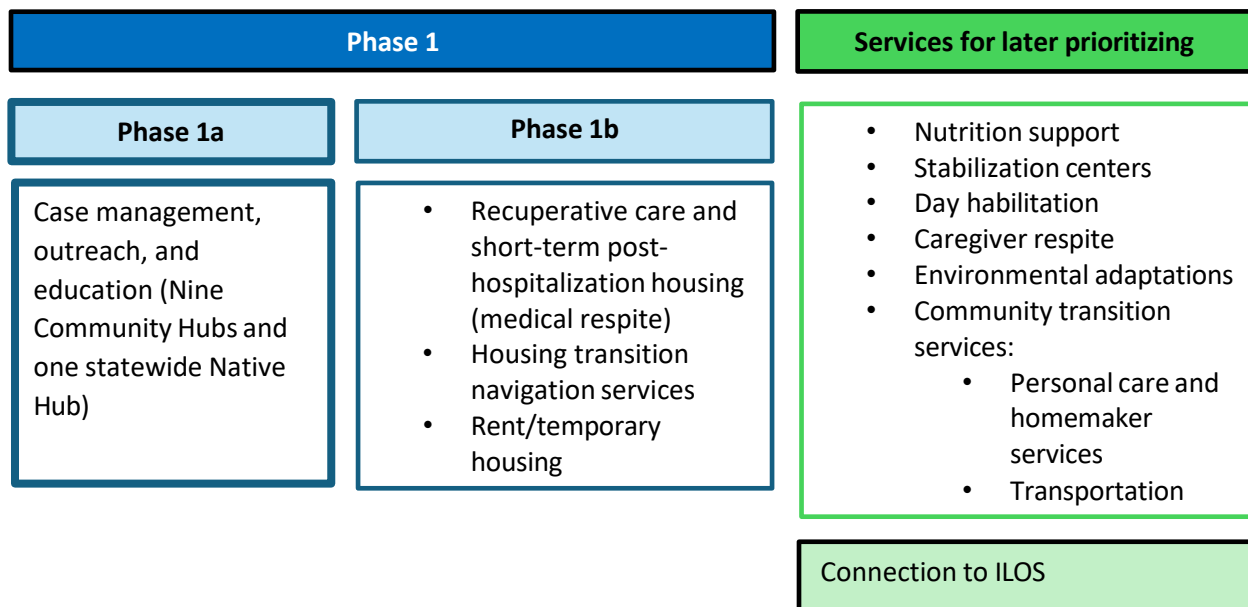 Phase 1
Services for later prioritizing
Phase 1a
Phase 1b
Case management,
outreach, and
education (Nine
Community Hubs and
one statewide Native
Hub)
• Recuperative care and
short-term post-
hospitalization housing
(medical respite)
• Housing transition
navigation services
• Rent/temporary
housing
• Nutrition support
• Stabilization centers
• Day habilitation
• Caregiver respite
• Environmental adaptations
• Community transition
services:
• Personal care and
homemaker
services
• Transportation
Connection to ILOS